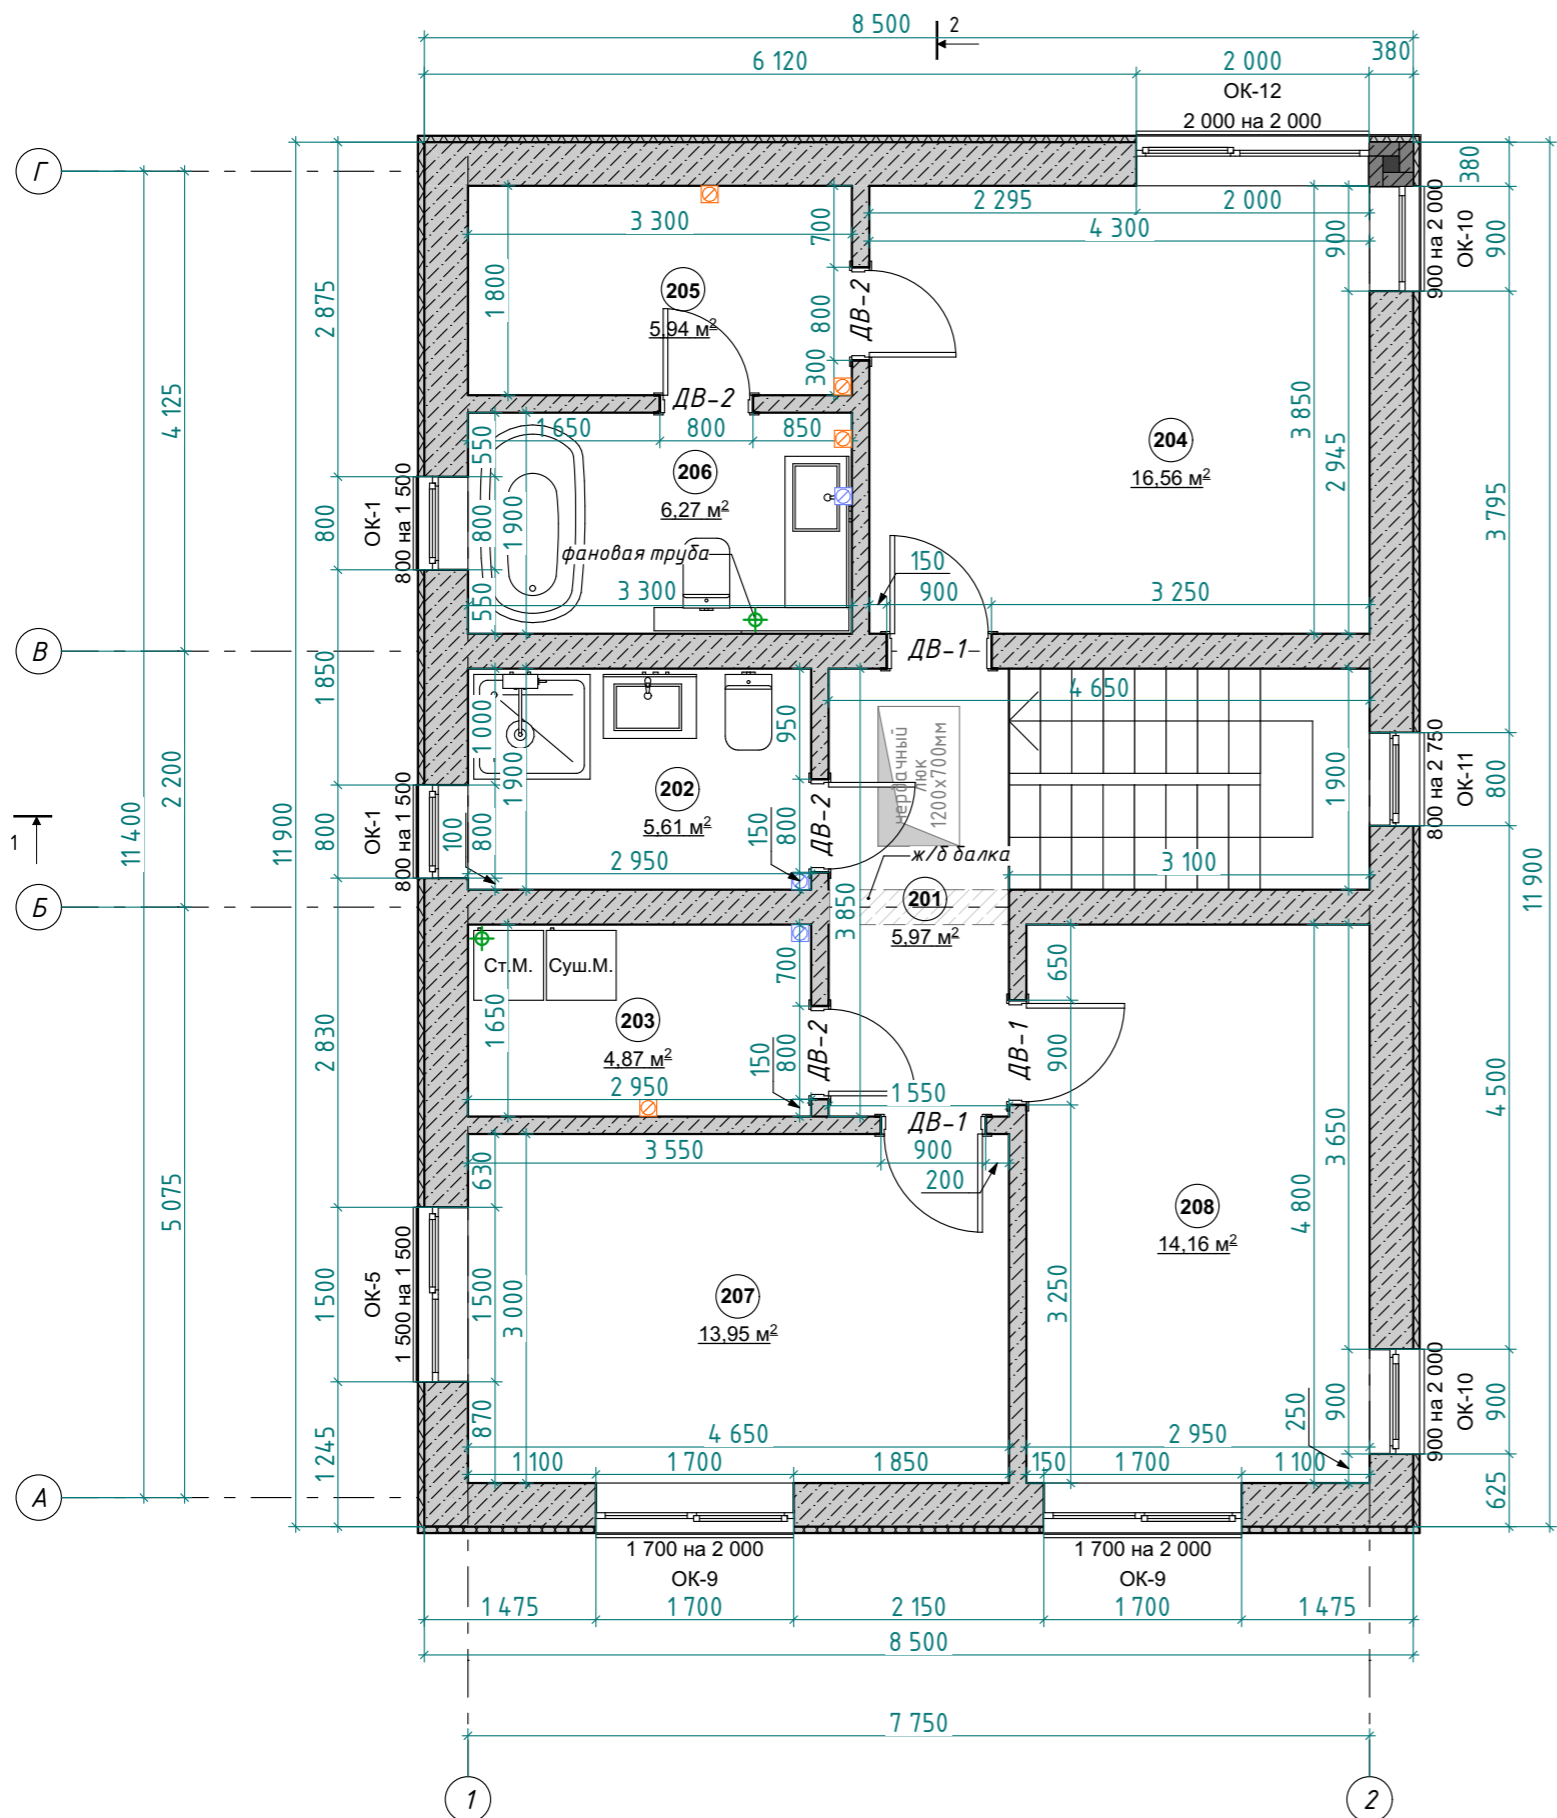 8 500
2
6 120
2 000
380
ОК-12
2 000 на 2 000
Г
2 295
2 000
4 300
3 300
700
900
900 на 2 000
ОК-10
380
900
205
5,94 м2
1 800
800
ДВ-2
300
2 875
4 125
ДВ-2
1 650
800
850
550
204
16,56 м2
3 850
2 945
3 795
206
6,27 м2
ОК-1
800 на 1 500
800
800
1 900
фановая труба
550
3 300
150
900
3 250
В
ДВ-1
1 850
4 650
1 000
950
1 900
202
5,61 м2
чердачный
люк
1200х700мм
1 900
800 на 2 750
ОК-11
800
2 200
11 400
11 900
11 900
1
800
ОК-1
800 на 1 500
100
800
150
800
ДВ-2
2 950
ж/б балка
3 100
Б
201
5,97 м2
3 850
Ст.М.
Суш.М.
700
650
1 650
203
4,87 м2
150
800
ДВ-2
ДВ-1
900
2 950
1 550
2 830
4 500
ДВ-1
3 550
900
200
630
3 650
4 800
5 075
208
14,16 м2
ОК-5
1 500 на 1 500
1 500
1 500
3 000
207
13,95 м2
3 250
870
250
900
900 на 2 000
ОК-10
900
1 245
4 650
2 950
1 100
1 700
1 850
150
1 700
1 100
625
А
1 700 на 2 000
ОК-9
1 700 на 2 000
ОК-9
1 475
1 700
2 150
1 700
1 475
8 500
7 750
1
2